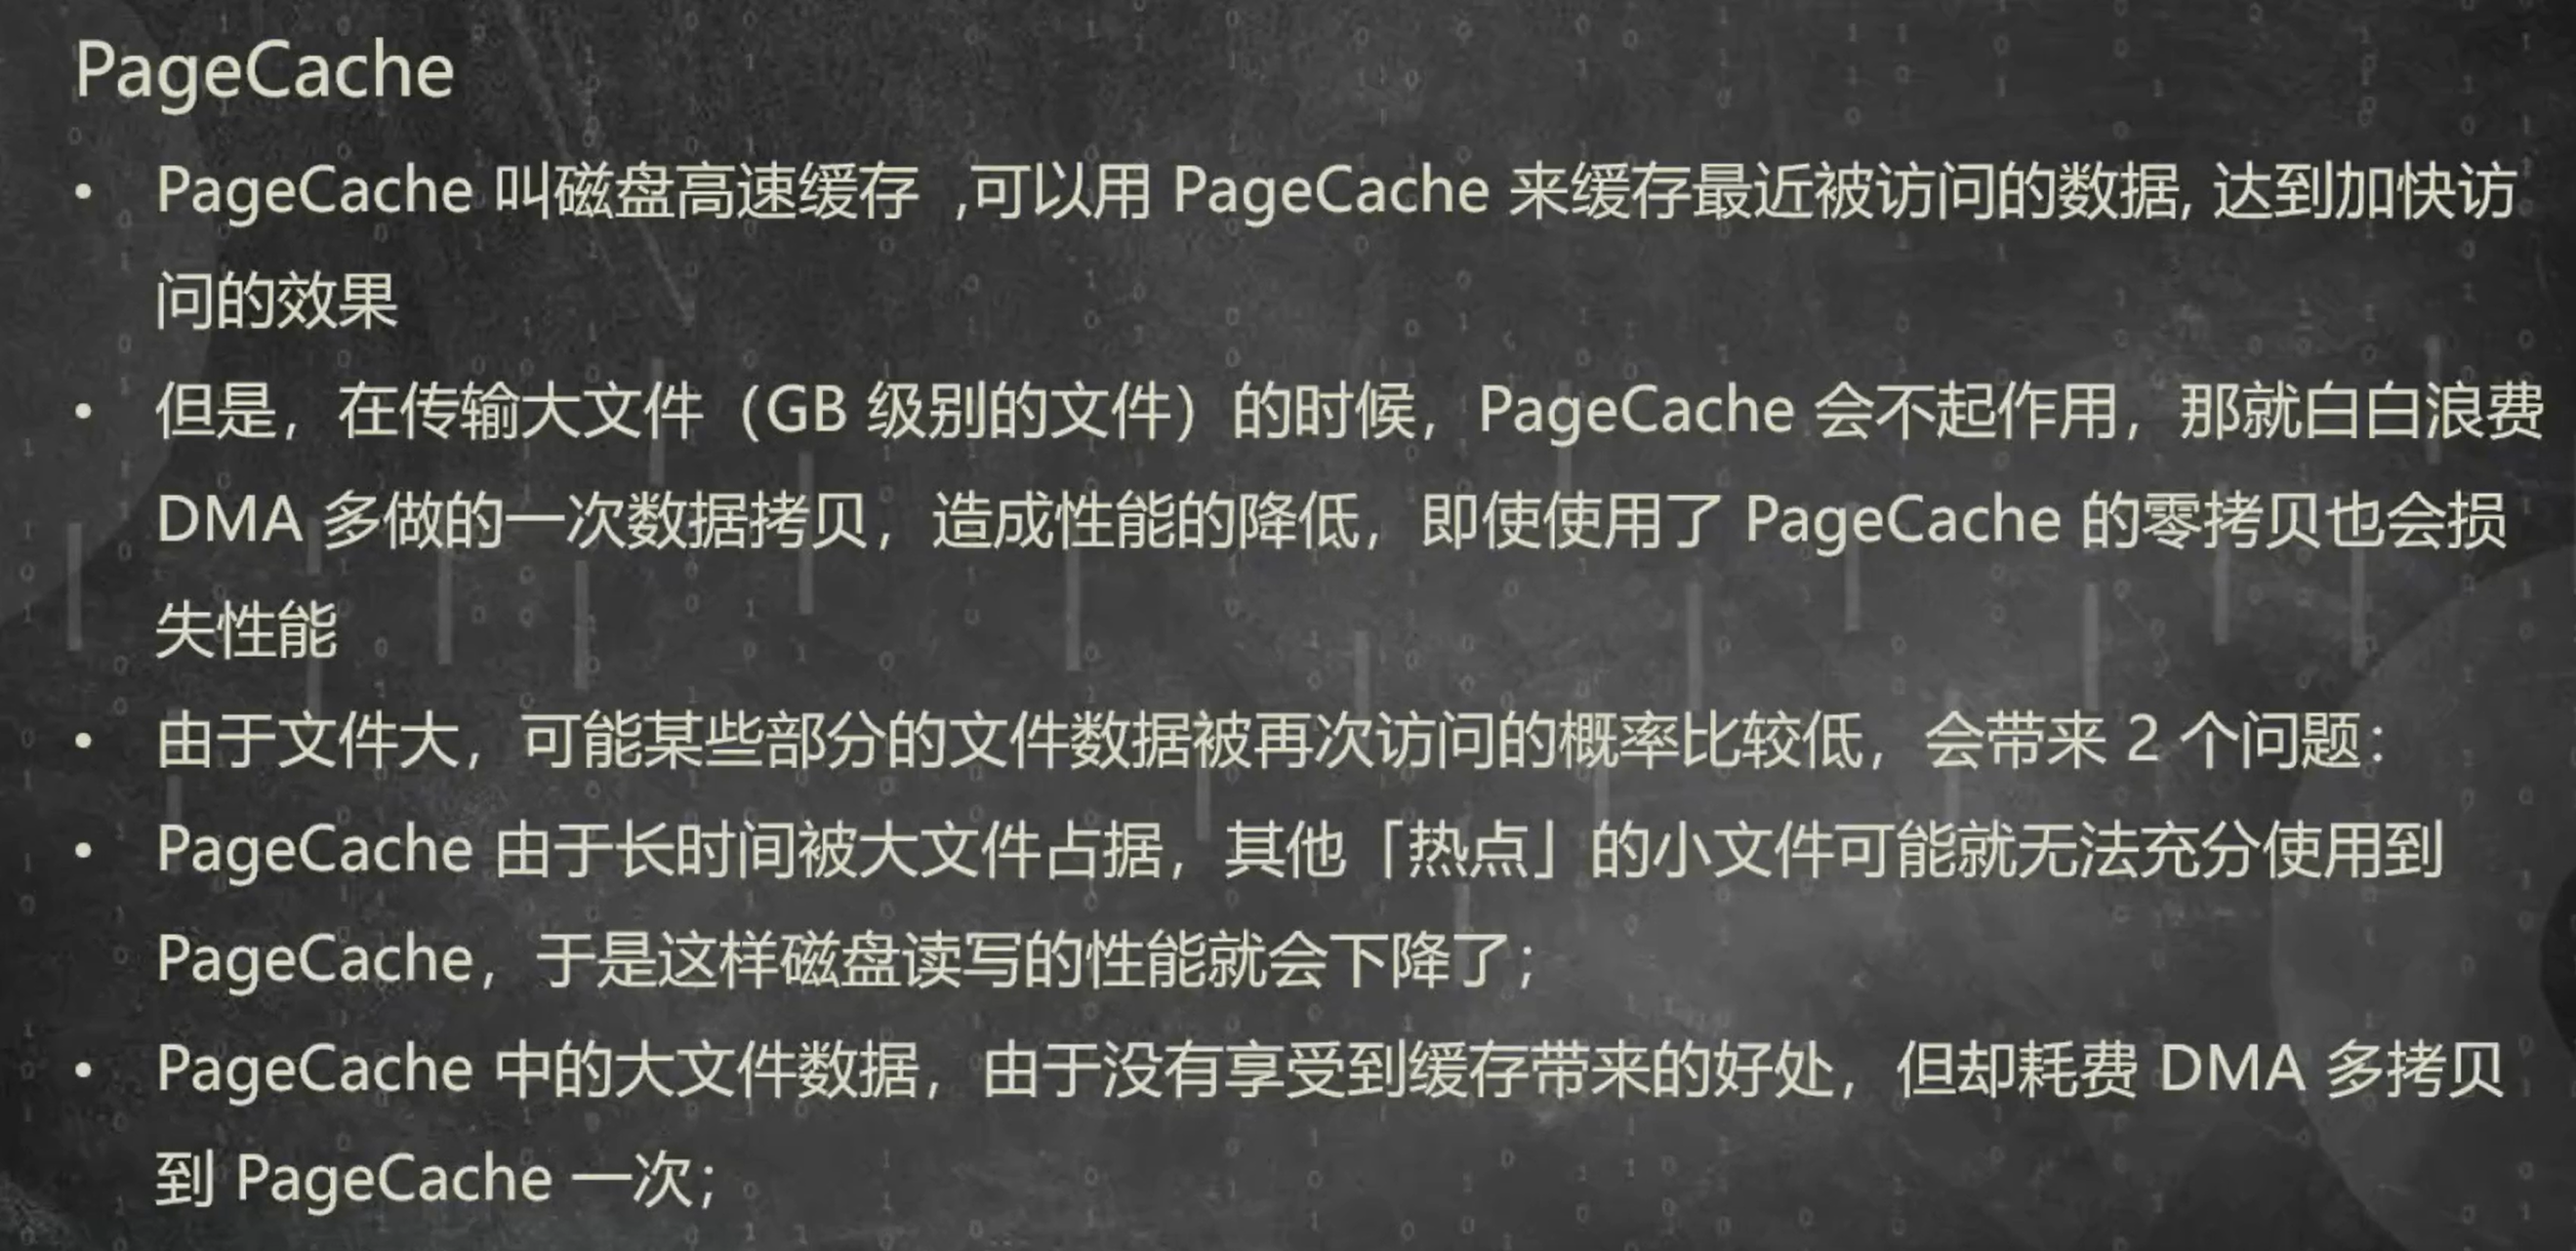 PageCache
• PageCache 叫磁盘高速缓存 ,可以用 PageCache 来缓存最近被访问的数据, 达到加快访
问的效果
• 但是，在传输大文件（GB 级别的文件）的时候，PageCache 会不起作用，那就白白浪费
DMA 多做的一次数据拷贝，造成性能的降低，即使使用了 PageCache 的零拷贝也会损
失性能
• 由于文件大，可能某些部分的文件数据被再次访问的概率比较低，会带来 2 个问题：
• PageCache 由于长时间被大文件占据，其他「热点」的小文件可能就无法充分使用到
PageCache，于是这样磁盘读写的性能就会下降了；
• PageCache 中的大文件数据，由于没有享受到缓存带来的好处，但却耗费 DMA 多拷贝
到 PageCache 一次；